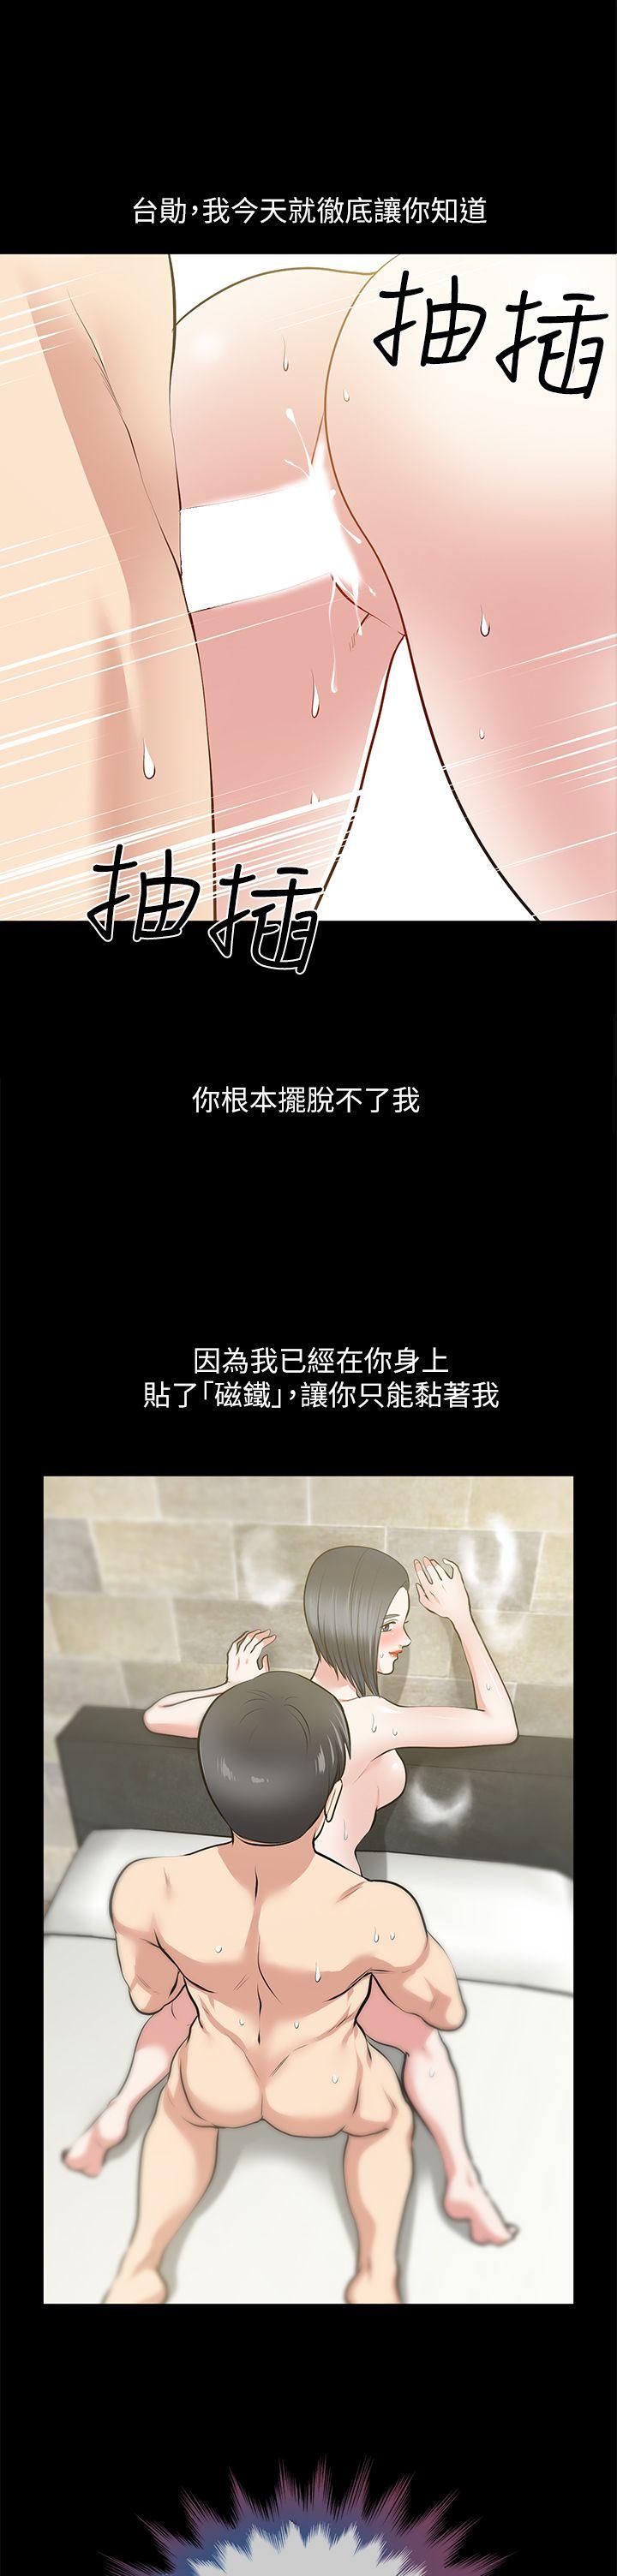 台勛,我今天就徹底讓你知道
抽插
抽插
你根本擺脫不了我
因為我已經在你身上
貼了「磁鐵」,讓你只能黏著我